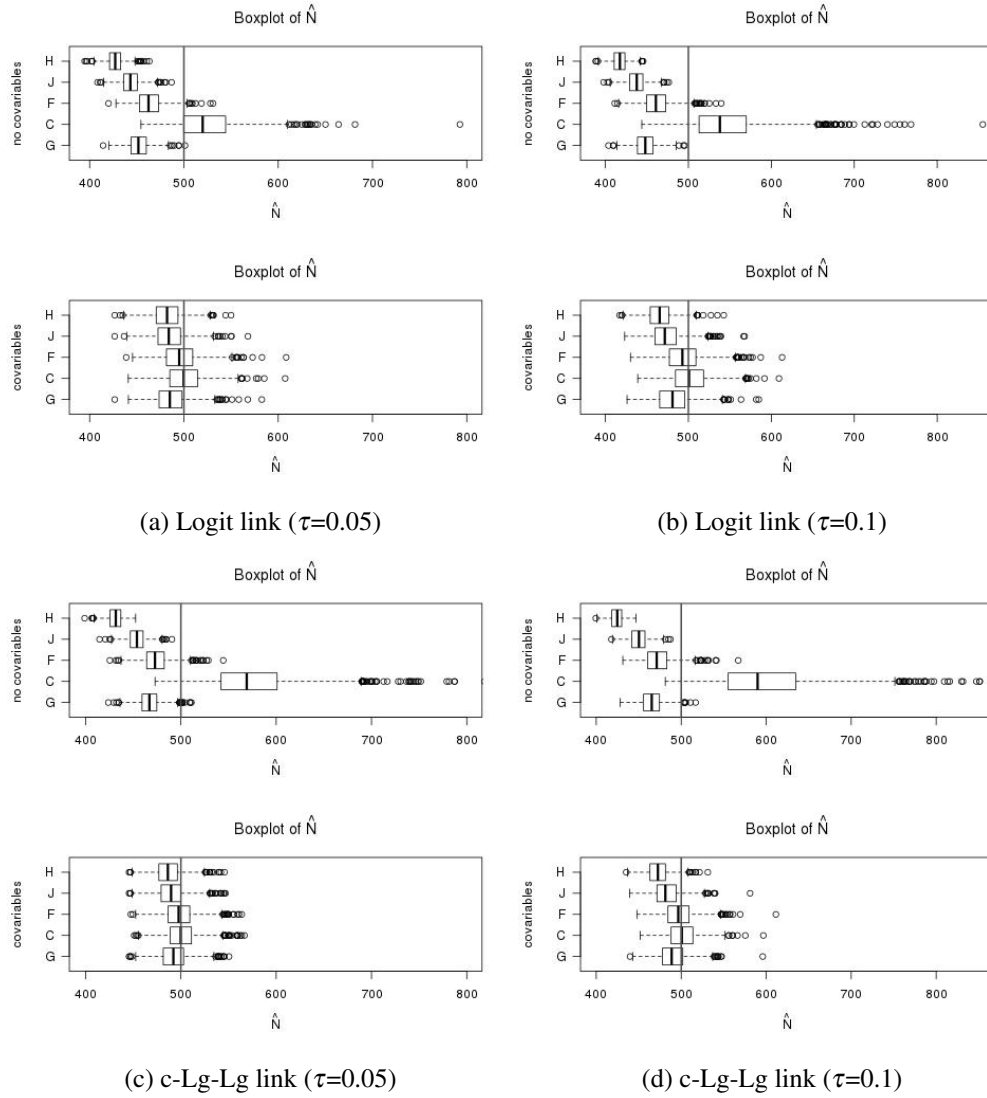 Boxplot of N̂
Boxplot of N̂
no covariables
H
J
F
C
G
400 500 600 700 800
N̂
no covariables
H
J
F
C
G
400 500 600 700 800
N̂
Boxplot of N̂
Boxplot of N̂
covariables
H
J
F
C
G
400 500 600 700 800
N̂
covariables
H
J
F
C
G
400 500 600 700 800
N̂
(a) Logit link (τ=0.05)
(b) Logit link (τ=0.1)
Boxplot of N̂
Boxplot of N̂
no covariables
H
J
F
C
G
400 500 600 700 800
N̂
no covariables
H
J
F
C
G
400 500 600 700 800
N̂
Boxplot of N̂
Boxplot of N̂
covariables
H
J
F
C
G
400 500 600 700 800
N̂
covariables
H
J
F
C
G
400 500 600 700 800
N̂
(c) c-Lg-Lg link (τ=0.05)
(d) c-Lg-Lg link (τ=0.1)